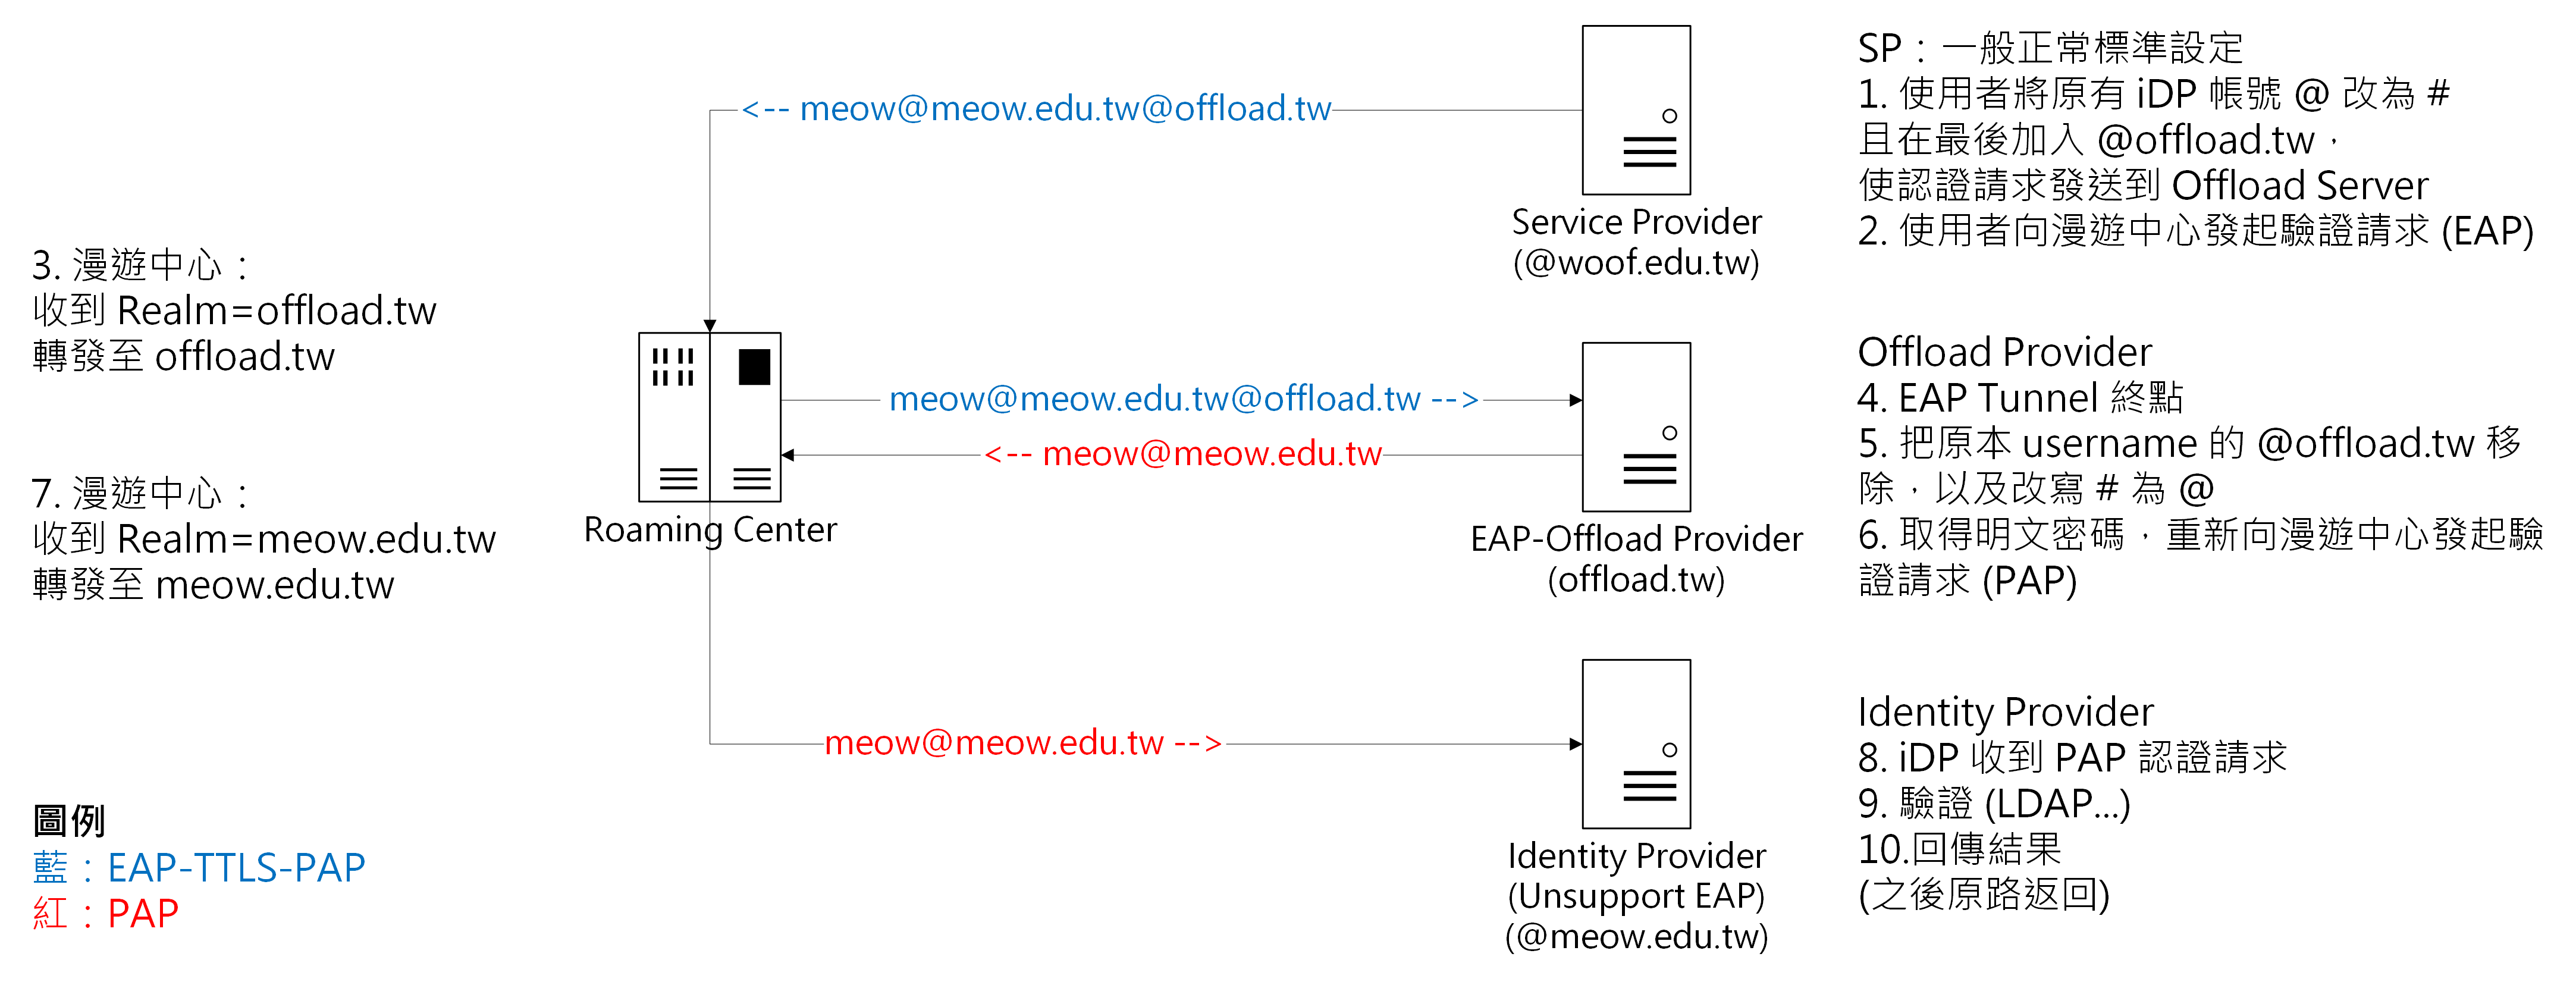 SP：一般正常標準設定
1. 使用者將原有 iDP 帳號 @ 改為 #
且在最後加入 @offload.tw，
使認證請求發送到 Offload Server
2. 使用者向漫遊中心發起驗證請求 (EAP)
<-- meow@meow.edu.tw@offload.tw
Service Provider
(@woof.edu.tw)
3. 漫遊中心：
收到 Realm=offload.tw
轉發至 offload.tw
7. 漫遊中心：
收到 Realm=meow.edu.tw
轉發至 meow.edu.tw
Roaming Center
meow@meow.edu.tw@offload.tw -->
<-- meow@meow.edu.tw
EAP-Offload Provider
(offload.tw)
Offload Provider
4. EAP Tunnel 終點
5. 把原本 username 的 @offload.tw 移
除，以及改寫 # 為 @
6. 取得明文密碼，重新向漫遊中心發起驗
證請求 (PAP)
meow@meow.edu.tw -->
Identity Provider
(Unsupport EAP)
(@meow.edu.tw)
Identity Provider
8. iDP 收到 PAP 認證請求
9. 驗證 (LDAP...)
10.回傳結果
(之後原路返回)
圖例
藍：EAP-TTLS-PAP
紅：PAP